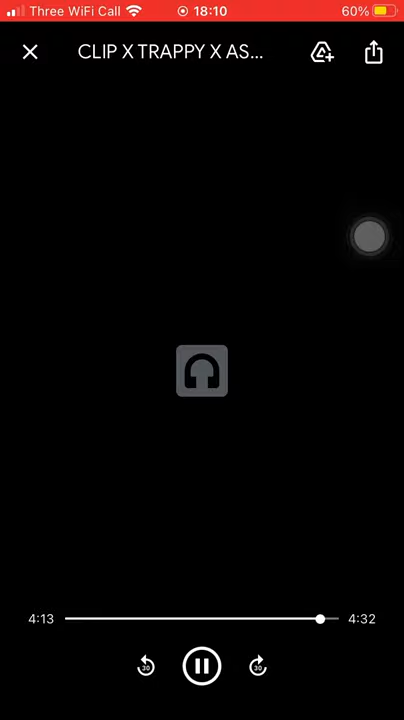 Three WiFi Call 18:10 60%
CLIP X TRAPPY X AS...
4:13 4:32
30 30